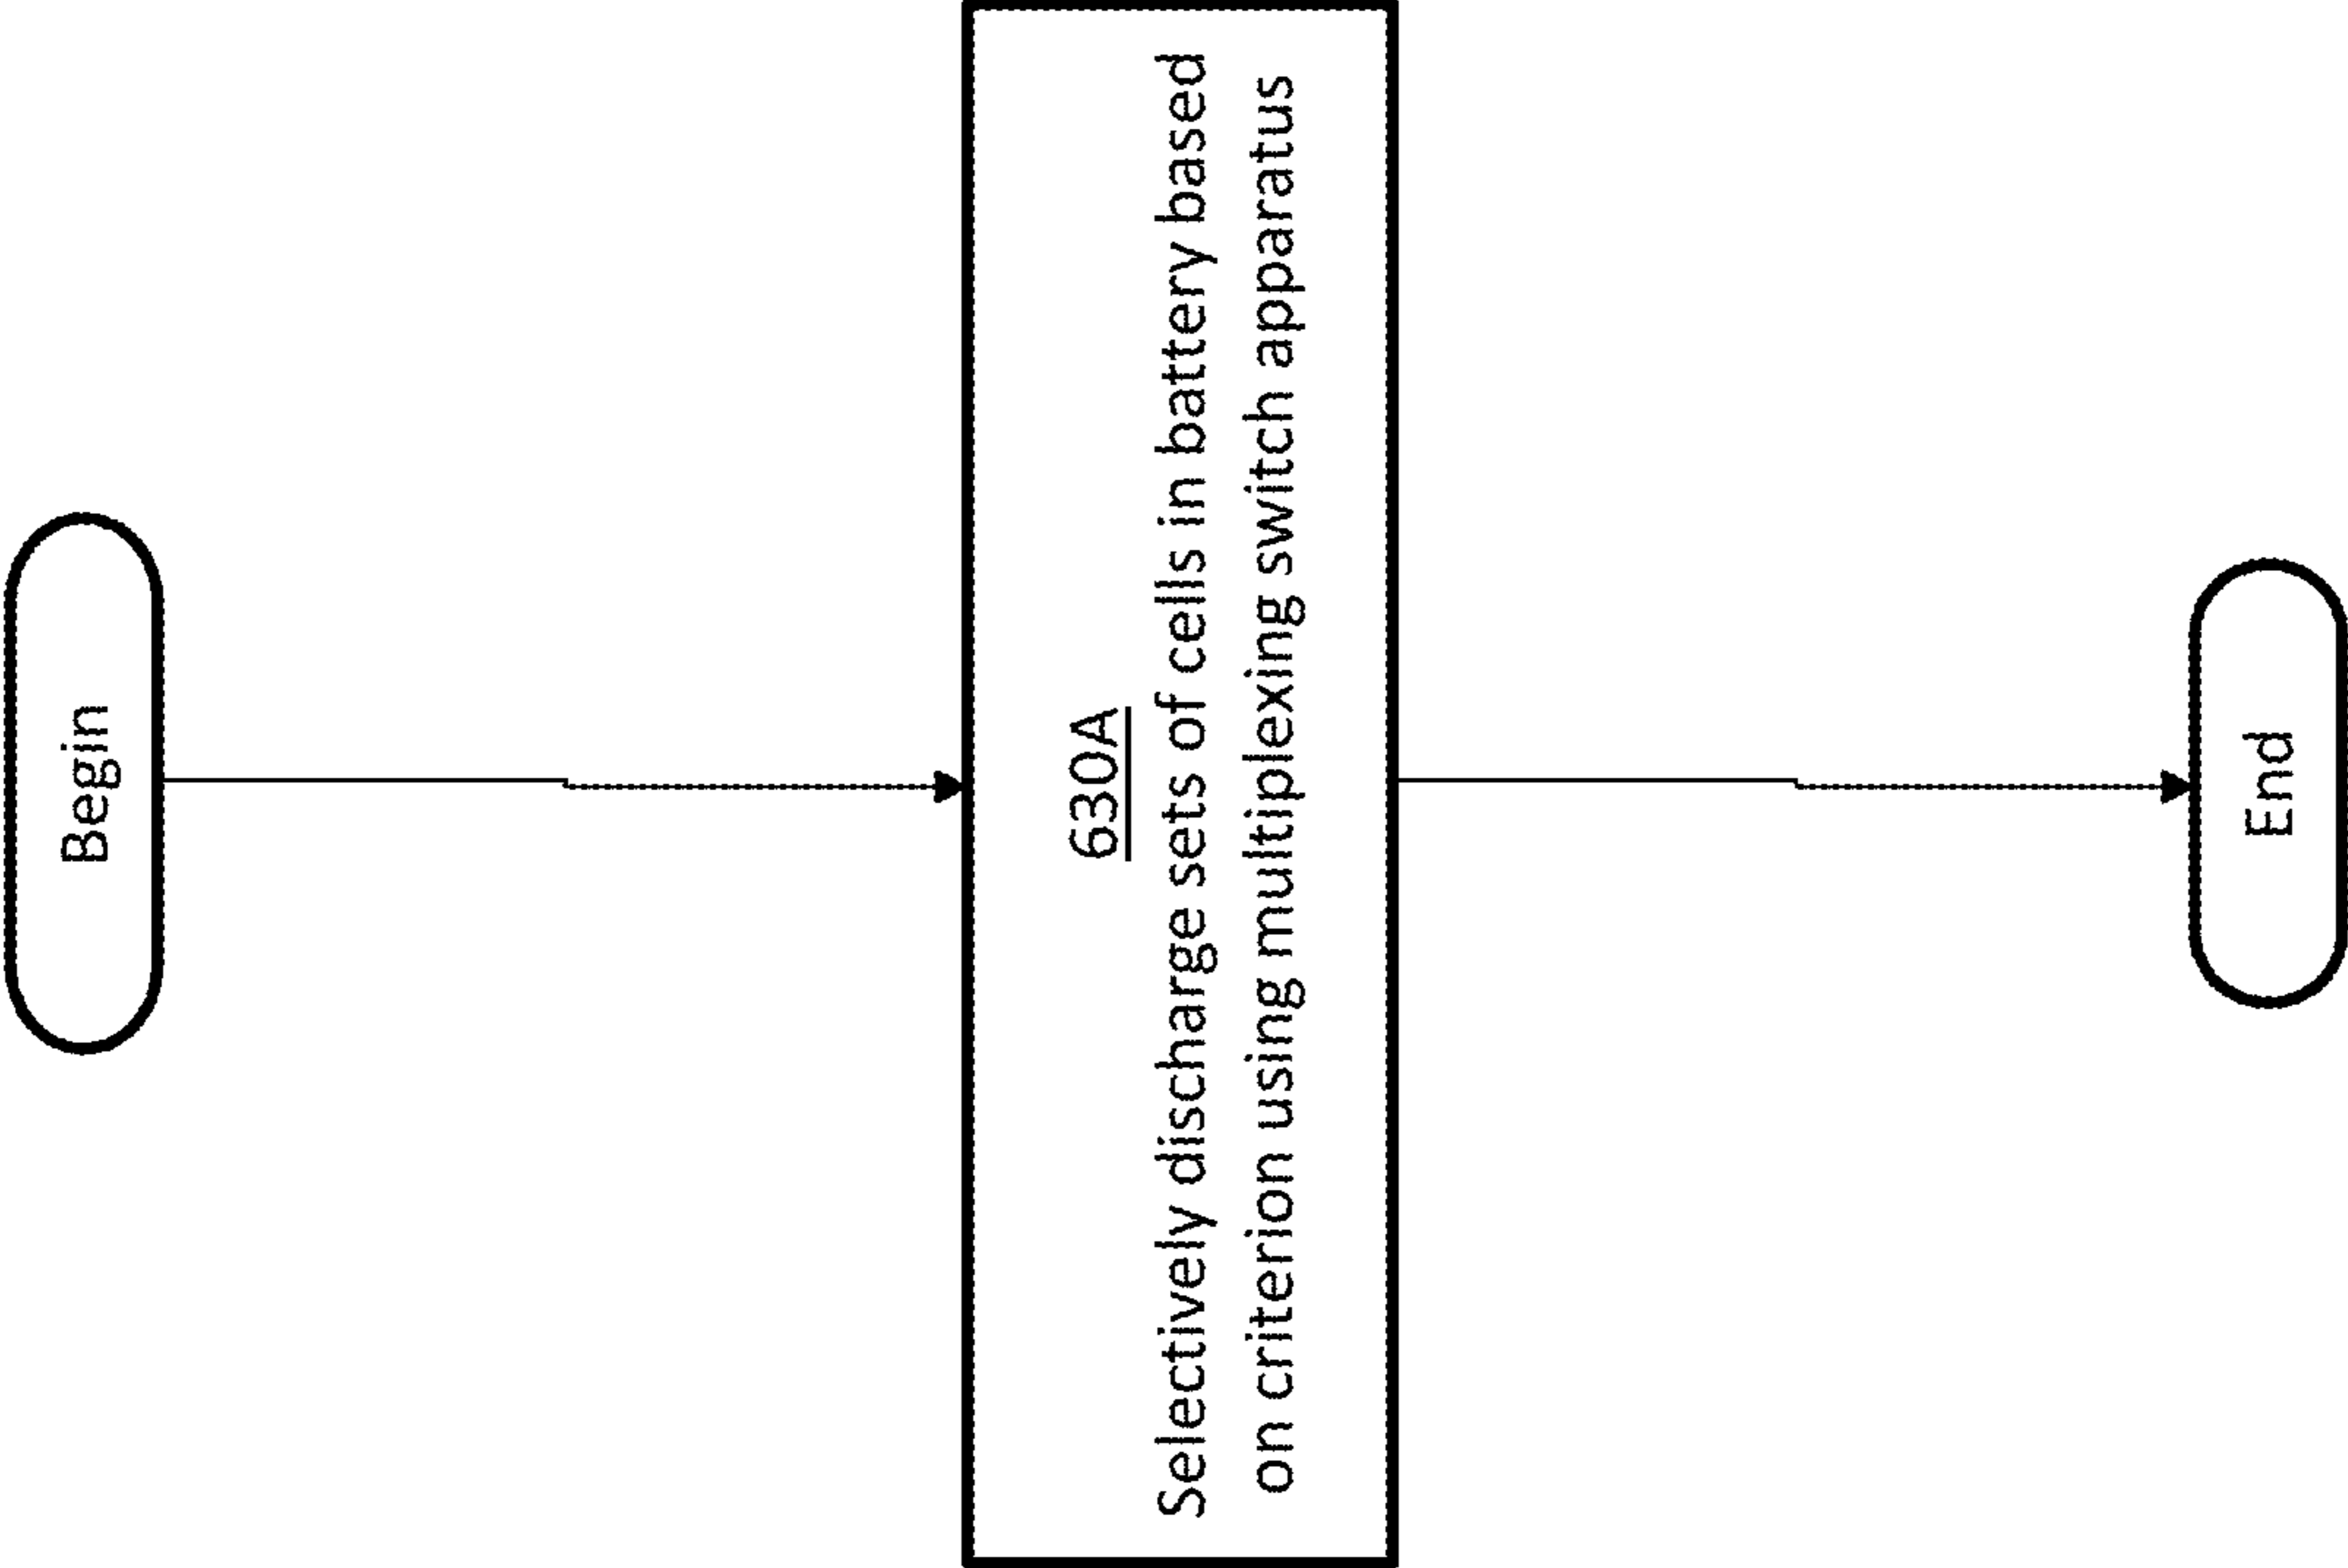 Begin
630A
Selectively discharge sets of cells in battery based
on criterion using multiplexing switch apparatus
End